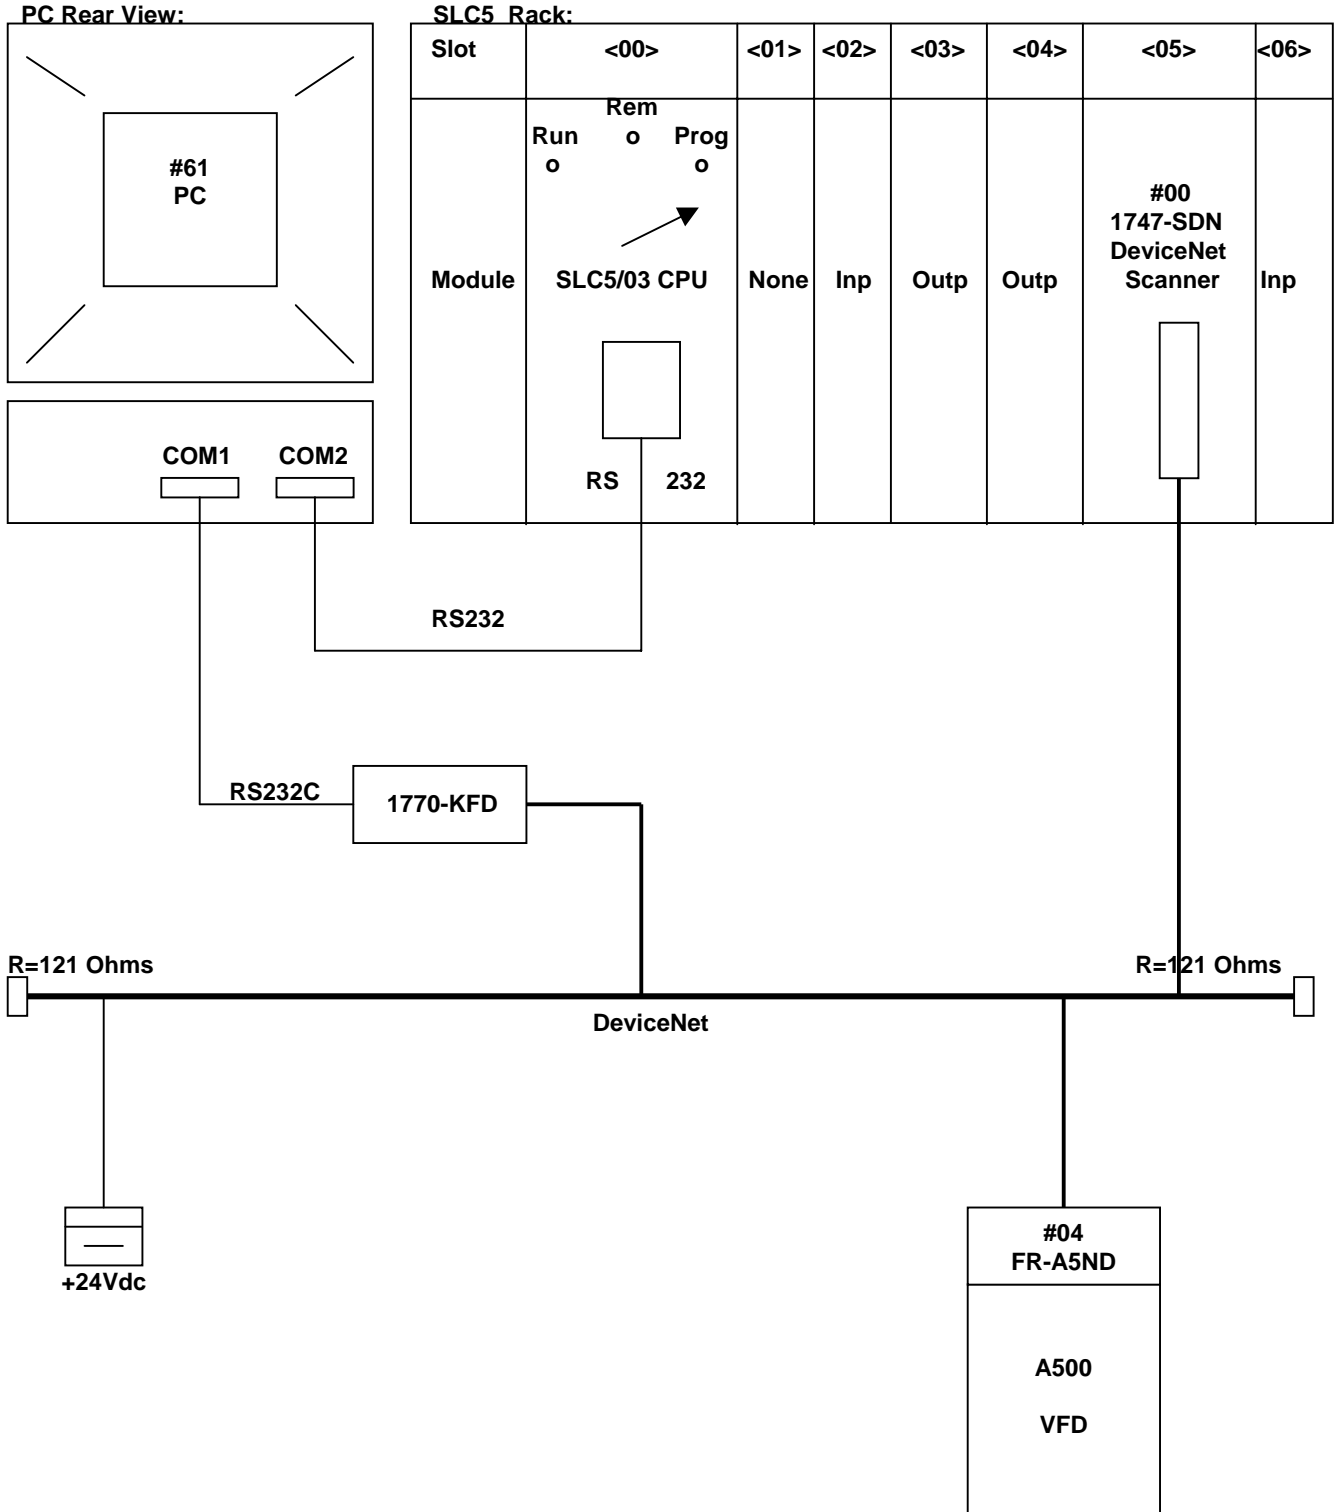 PC Rear View:
SLC5 Rack:
Slot <00> <01> <02> <03> <04> <05> <06>
Rem
Run o Prog
o o
#61
PC
#00
1747-SDN
DeviceNet
Module SLC5/03 CPU None Inp Outp Outp Scanner Inp
COM1 COM2
RS 232
RS232
RS232C
1770-KFD
R=121 Ohms
R=121 Ohms
DeviceNet
#04
FR-A5ND
+24Vdc
A500
VFD